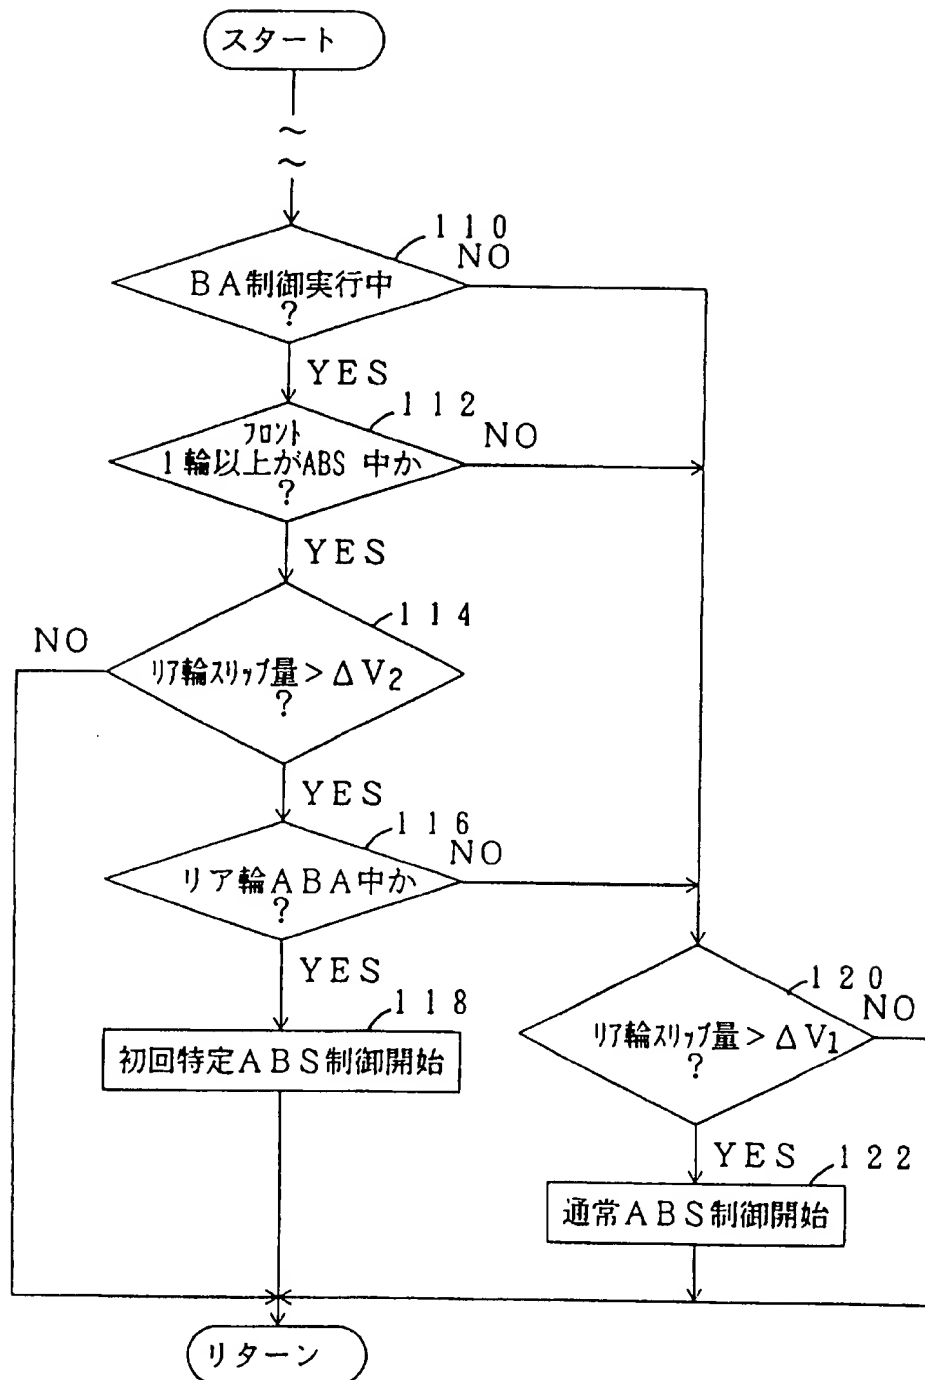 スタート
~
~
110
BA制御実行中
?
NO
YES
112
フロント
1輪以上がABS 中か
?
NO
YES
114
NO
リア輪スリップ量>ΔV2
?
YES
116
リア輪ABA中か
?
NO
YES
118
初回特定ABS制御開始
120
リア輪スリップ量>ΔV1
?
NO
YES
122
通常ABS制御開始
リターン